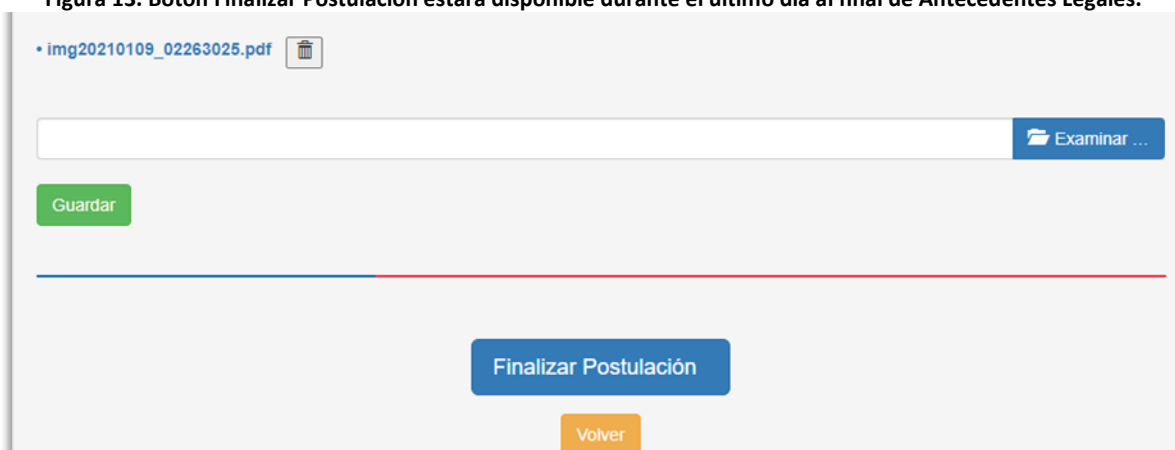 Figura 13: Botón Finalizar Postulación estará disponible durante el último día al final de Antecedentes Legales.
• img20210109_02263025.pdf
Examinar ...
Guardar
Finalizar Postulación
Volver